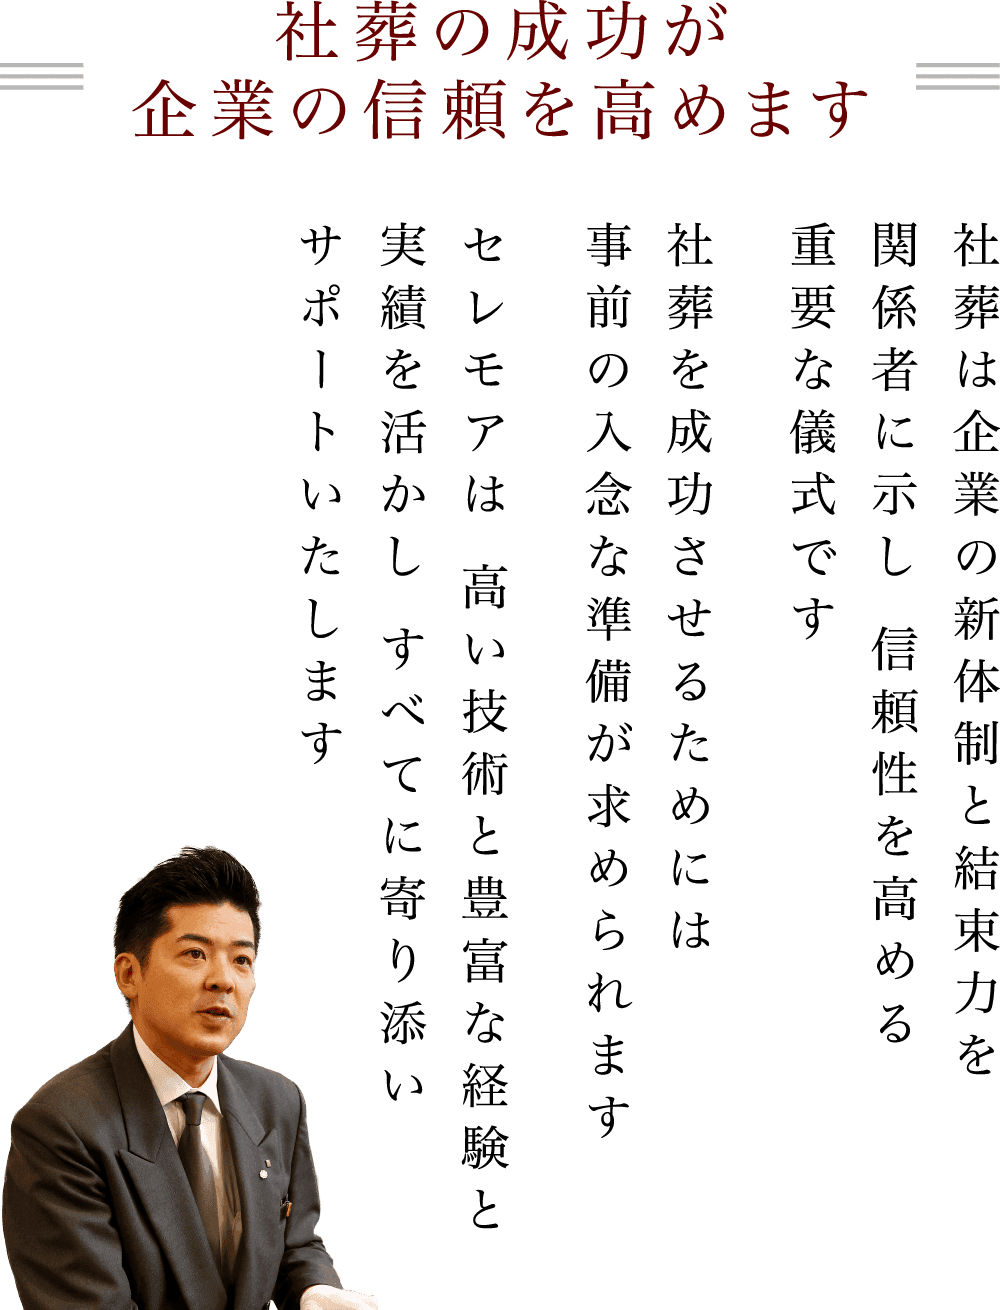 社葬の成功が
企業の信頼を高めます
社葬は企業の新体制と結束力を
関係者に示し 信頼性を高める
重要な儀式です
社葬を成功させるためには
事前の入念な準備が求められます
セレモアは 高い技術と豊富な経験と
実績を活かし すべてに寄り添い
サポートいたします